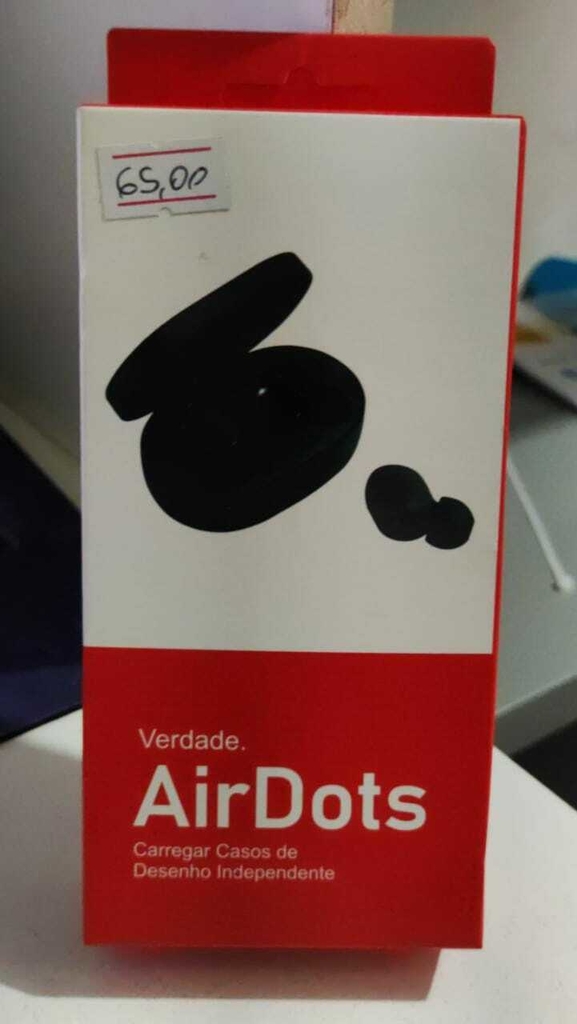 65,00
Verdade.
AirDots
Carregar Casos de
Desenho Independente